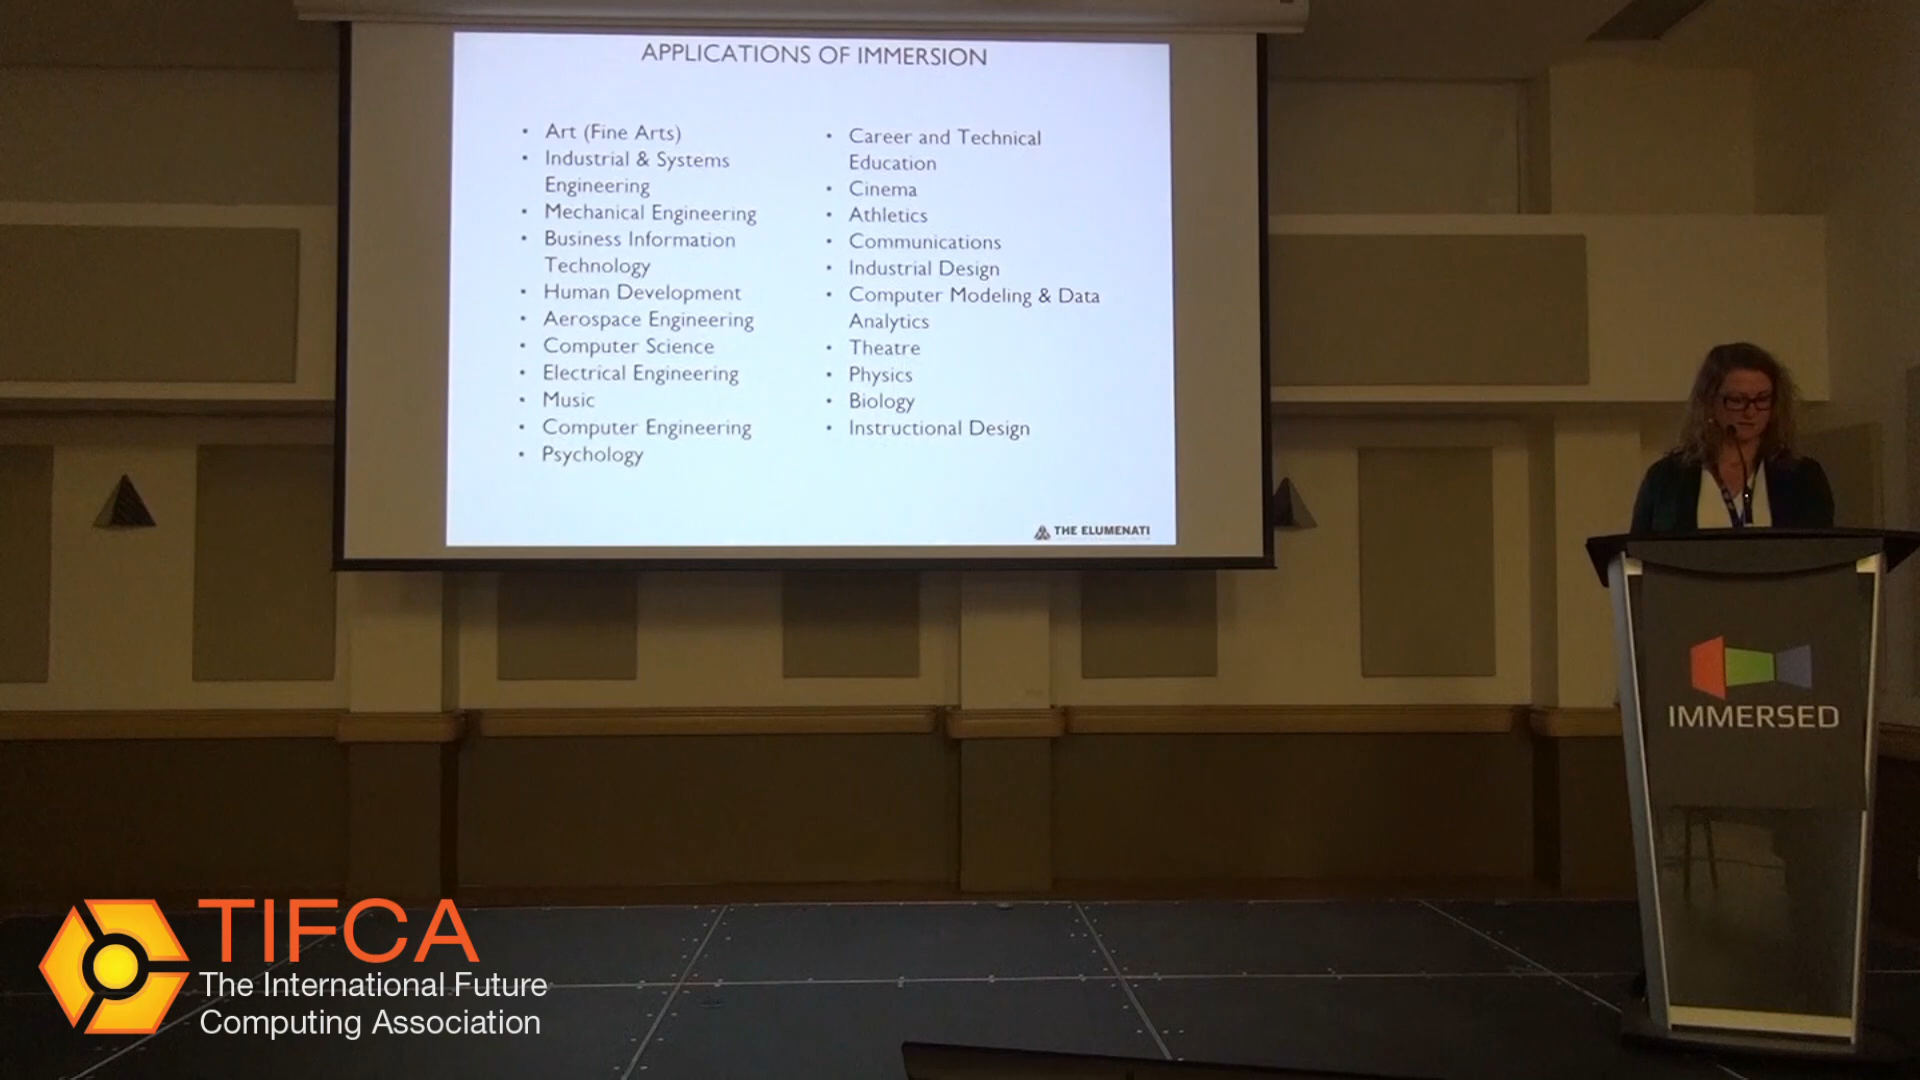 APPLICATIONS OF IMMERSION
• Art (Fine Arts)
• Industrial & Systems
Engineering
• Mechanical Engineering
• Business Information
Technology
• Human Development
• Aerospace Engineering
• Computer Science
• Electrical Engineering
• Music
• Computer Engineering
• Psychology
• Career and Technical
Education
• Cinema
• Athletics
• Communications
• Industrial Design
• Computer Modeling & Data
Analytics
• Theatre
• Physics
• Biology
• Instructional Design
THE ELUMENATI
IMMERSED
TIFCA
The International Future
Computing Association